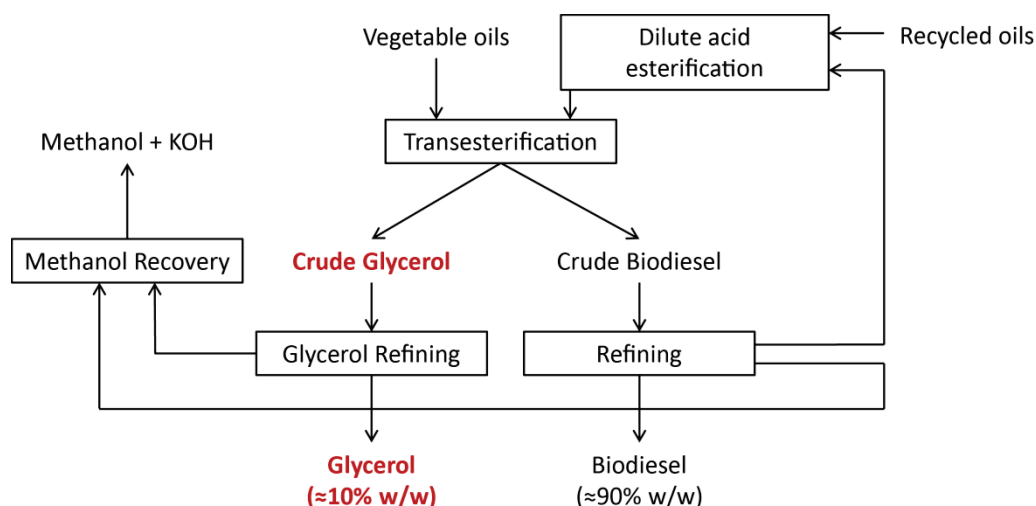 Vegetable oils
Dilute acid
esterification
Recycled oils
Transesterification
Methanol + KOH
Methanol Recovery
Crude Glycerol
Crude Biodiesel
Glycerol Refining
Refining
Glycerol
(≈10% w/w)
Biodiesel
(≈90% w/w)